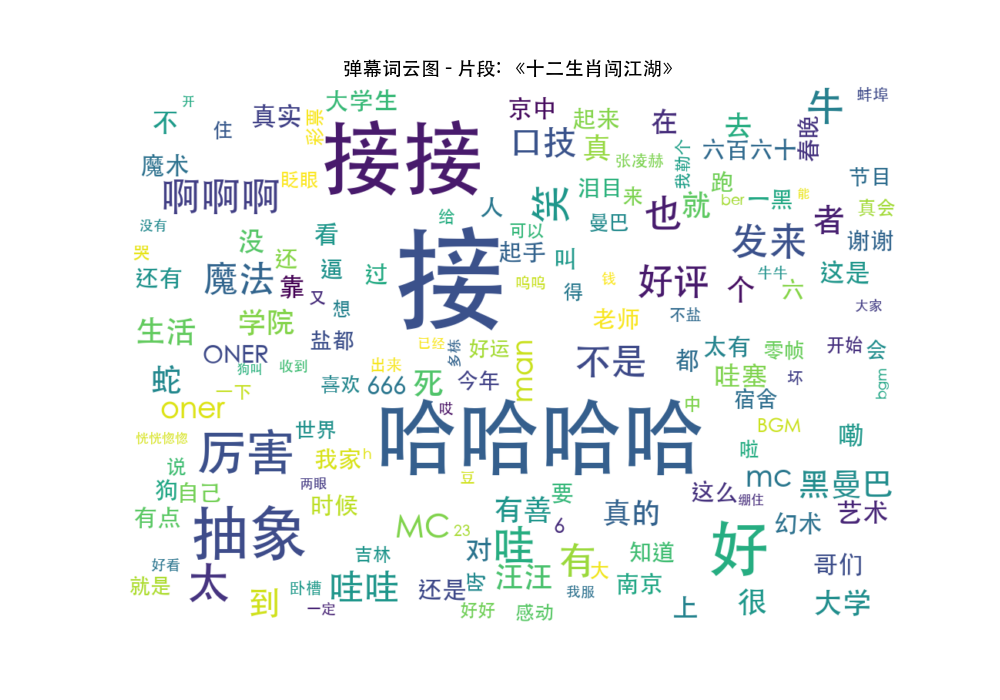 弹幕词云图 - 片段: 《十二生肖闯江湖》
开
大学生
牛
蚌埠
不
住
真实
彩票
接接
京中
起来
在
去
春晚
口技
真
张凌赫
我勒个
六百六十
魔术
啊啊啊
眨眼
笑
泪目
来
跑
ber
一黑
能
节目
真会
没有
给
人
曼巴
也
就
者
哭
没
看
接
可以
起手
叫
发来
谢谢
还有
魔法
还
靠
逼
过
呜呜
得
钱
好评
个
牛牛
六
这是
又
想
大家
生活
学院
盐都
老师
不盐
ONER
狗叫
收到
已经
出来
多栋
好运
man
不是
都
太有
零帧
开始
会
蛇
一下
喜欢
666
死
今年
哇塞
坏
bgm
oner
哎
哈哈哈哈
中
宿舍
BGM
恍恍惚惚
厉害
世界
我家
h
啦
嘞
说
狗
自己
两眼
时候
豆
这么
绷住
mc
黑曼巴
有点
抽象
MC
23
有善
要
6
真的
好
幻术
艺术
好看
吉林
对
哇
有
大
知道
哥们
就是
太
到
卧槽
一定
哇哇
还是
汪汪
好好
感动
我服
南京
上
很
大学